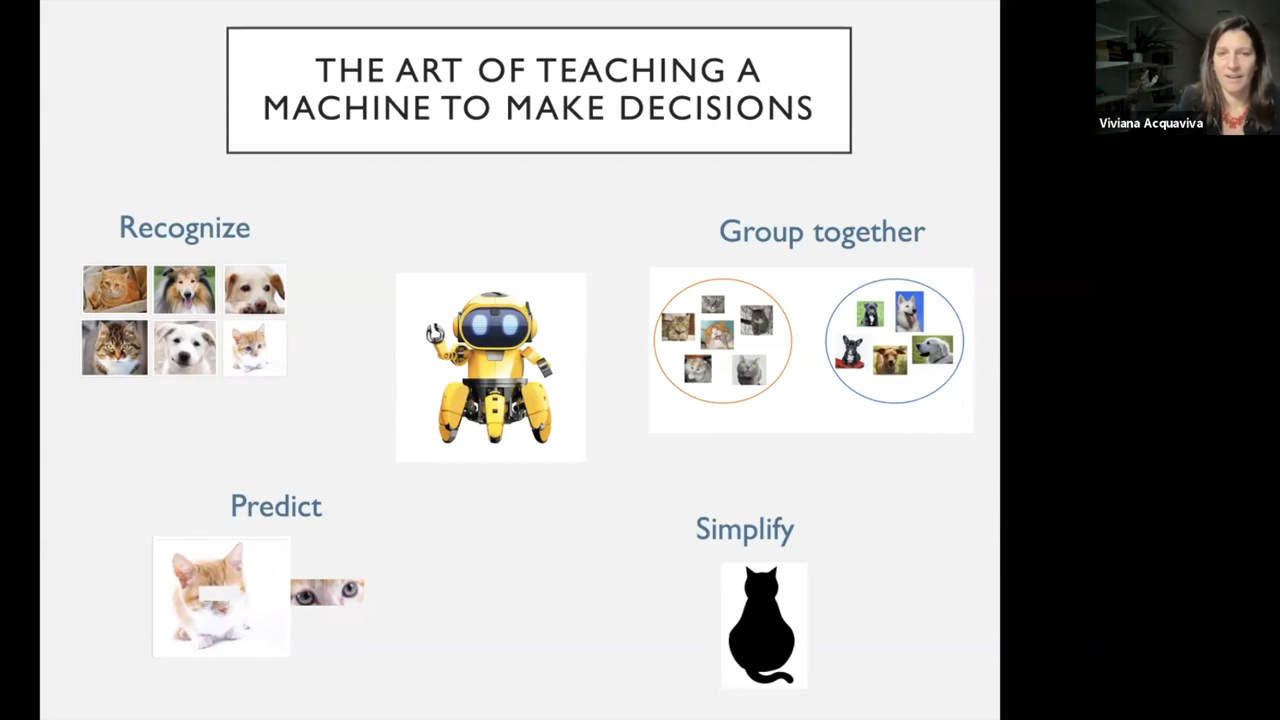 THE ART OF TEACHING A
MACHINE TO MAKE DECISIONS
Viviana Acquaviva
Recognize
Group together
Predict
Simplify